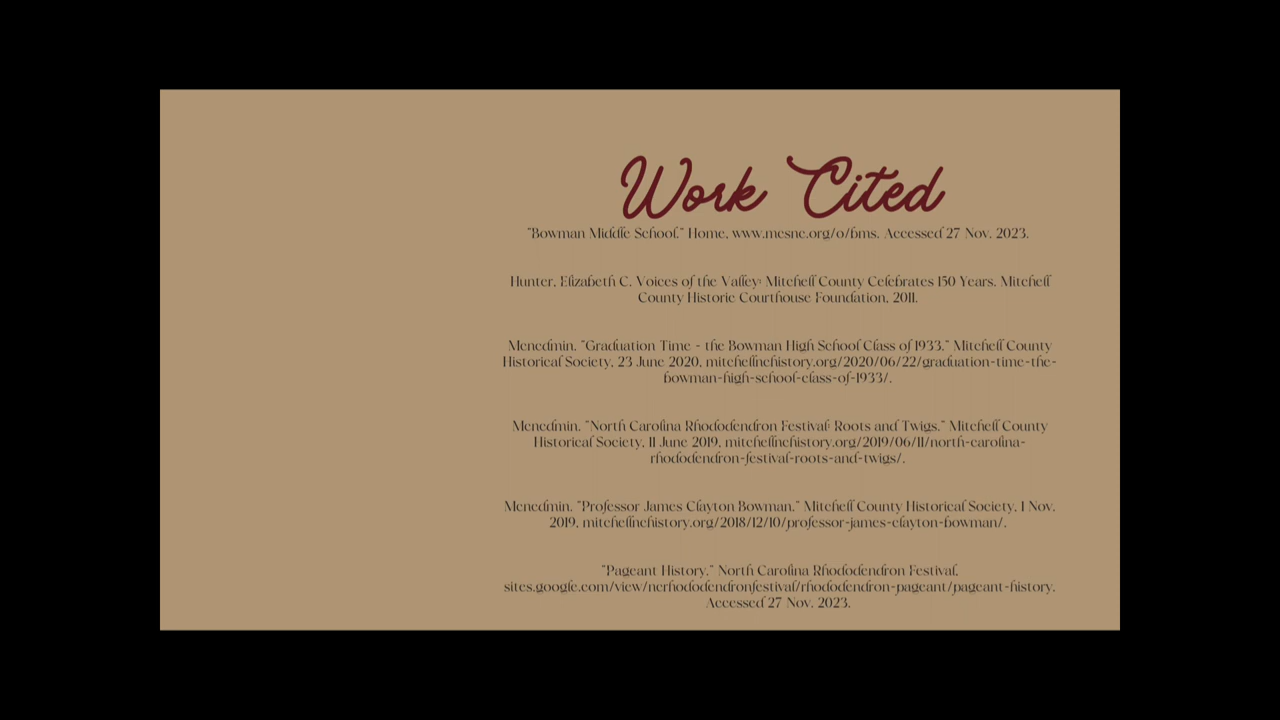 Work Cited
"Bowman Middle School." Home, www.mcsnc.org/o/bms. Accessed 27 Nov. 2023.
Hunter, Elizabeth C. Voices of the Valley: Mitchell County Celebrates 150 Years. Mitchell
County Historic Courthouse Foundation, 2011.
Mcnedmin. "Graduation Time - the Bowman High School Class of 1933." Mitchell County
Historical Society, 23 June 2020, mitchellnchistory.org/2020/06/22/graduation-time-the-
bowman-high-school-class-of-1933/.
Mcnedmin. "North Carolina Rhododendron Festival: Roots and Twigs." Mitchell County
Historical Society, 11 June 2019, mitchellnchistory.org/2019/06/11/north-carolina-
rhododendron-festival-roots-and-twigs/.
Mcnedmin. "Professor James Clayton Bowman." Mitchell County Historical Society, 1 Nov.
2019, mitchellnchistory.org/2018/12/10/professor-james-clayton-bowman/.
"Pageant History." North Carolina Rhododendron Festival,
sites.google.com/view/ncrhododendronfestival/rhododendron-pageant/pageant-history.
Accessed 27 Nov. 2023.